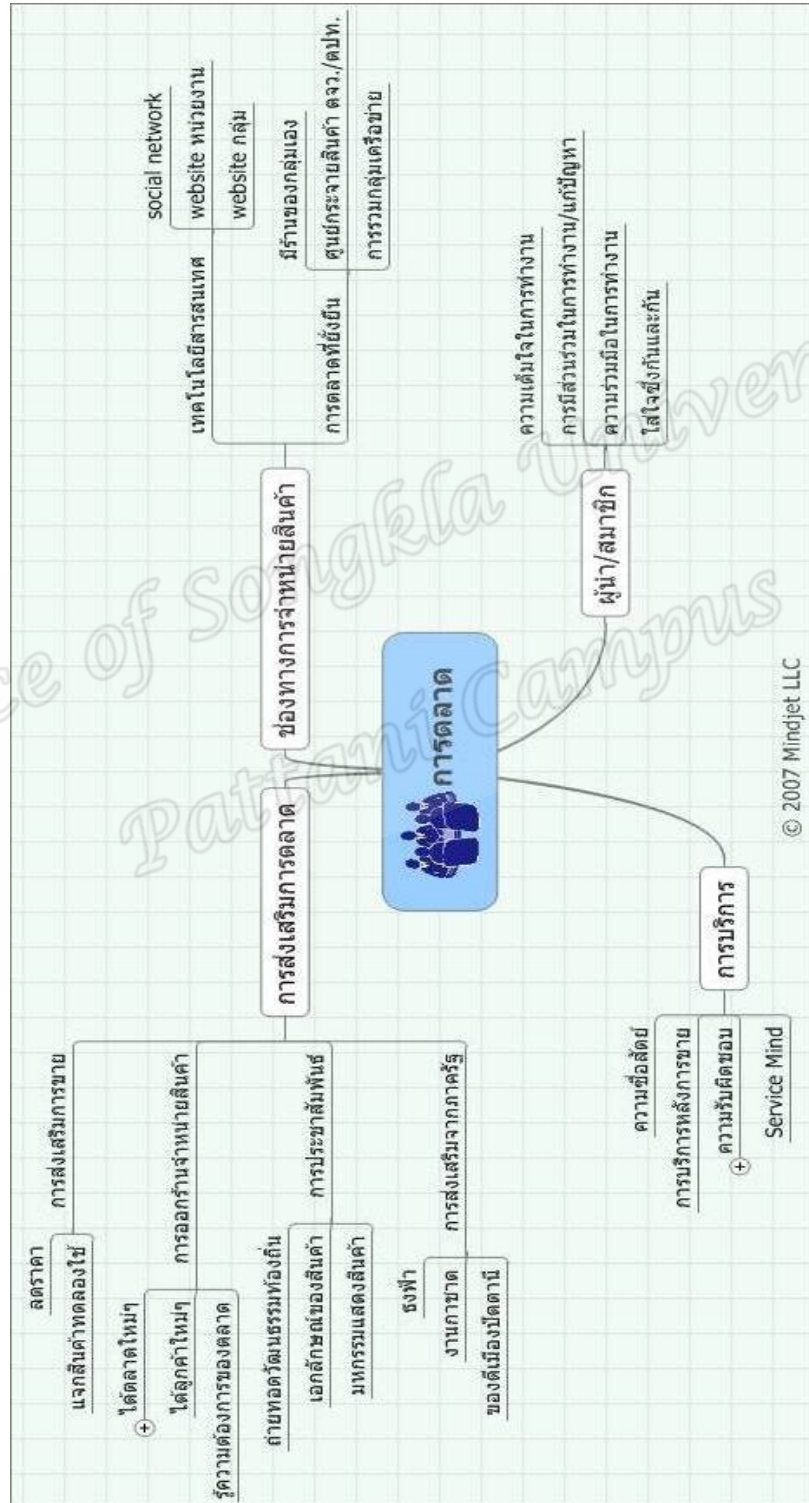 การตลาด
ช่องทางการจำหน่ายสินค้า
เทคโนโลยีสารสนเทศ
social network
website หน่วยงาน
website กลุ่ม
การตลาดที่ยั่งยืน
มีร้านของกลุ่มเอง
ศูนย์กระจายสินค้า ตจว./ตปท.
การรวมกลุ่มเครือข่าย
ผู้นำ/สมาชิก
ความเต็มใจในการทำงาน
การมีส่วนร่วมในการทำงาน/แก้ปัญหา
ความร่วมมือในการทำงาน
ใส่ใจซึ่งกันและกัน
การส่งเสริมการตลาด
การส่งเสริมการขาย
ลดราคา
แจกสินค้าทดลองใช้
การออกร้านจำหน่ายสินค้า
ได้ตลาดใหม่ๆ
ได้ลูกค้าใหม่ๆ
รู้ความต้องการของตลาด
การประชาสัมพันธ์
ถ่ายทอดวัฒนธรรมท้องถิ่น
เอกลักษณ์ของสินค้า
มหกรรมแสดงสินค้า
การส่งเสริมจากภาครัฐ
ธงฟ้า
งานกาชาด
ของดีเมืองปัตตานี
การบริการ
ความซื่อสัตย์
การบริการหลังการขาย
ความรับผิดชอบ
Service Mind
© 2007 Mindjet LLC
ce of Songkla Univer
Pattani Campus